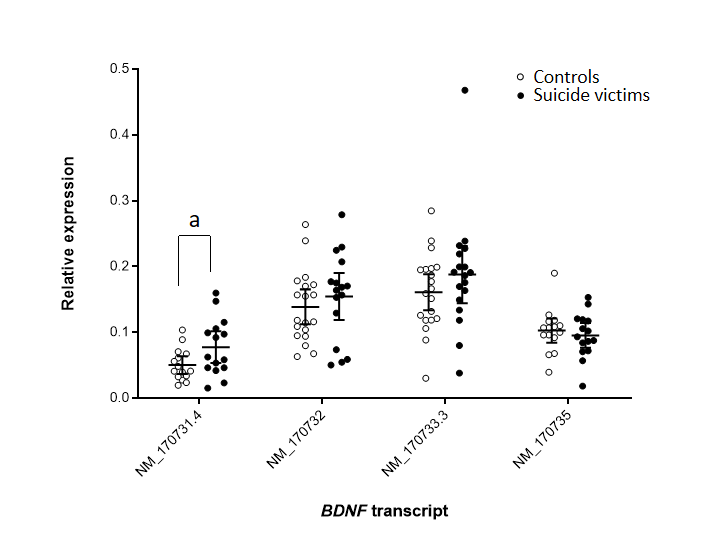 Controls
Suicide victims
0.5
0.4
0.3
0.2
0.1
0.0
a
Relative expression
NM_170731.4
NM_170732
NM_170733.3
NM_170735
BDNF transcript